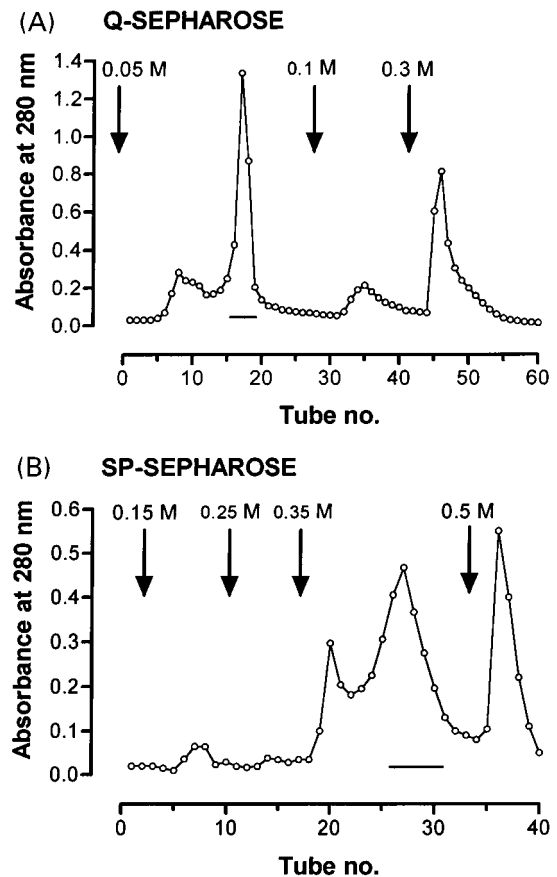 (A) Q-SEPHAROSE
0.05 M 0.1 M 0.3 M
Absorbance at 280 nm
1.4
1.2
1.0
0.8
0.6
0.4
0.2
0.0
0 10 20 30 40 50 60
Tube no.
(B) SP-SEPHAROSE
0.15 M 0.25 M 0.35 M 0.5 M
Absorbance at 280 nm
0.6
0.5
0.4
0.3
0.2
0.1
0.0
0 10 20 30 40
Tube no.